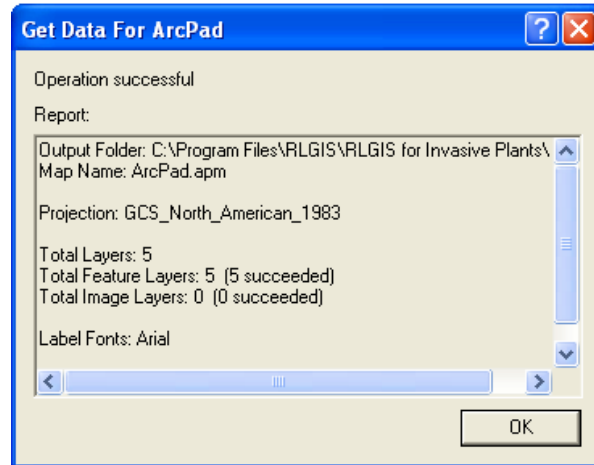 Get Data For ArcPad
Operation successful
Report:
Output Folder: C:\Program Files\RLGIS\RLGIS for Invasive Plants\
Map Name: ArcPad.apm
Projection: GCS_North_American_1983
Total Layers: 5
Total Feature Layers: 5 (5 succeeded)
Total Image Layers: 0 (0 succeeded)
Label Fonts: Arial
OK